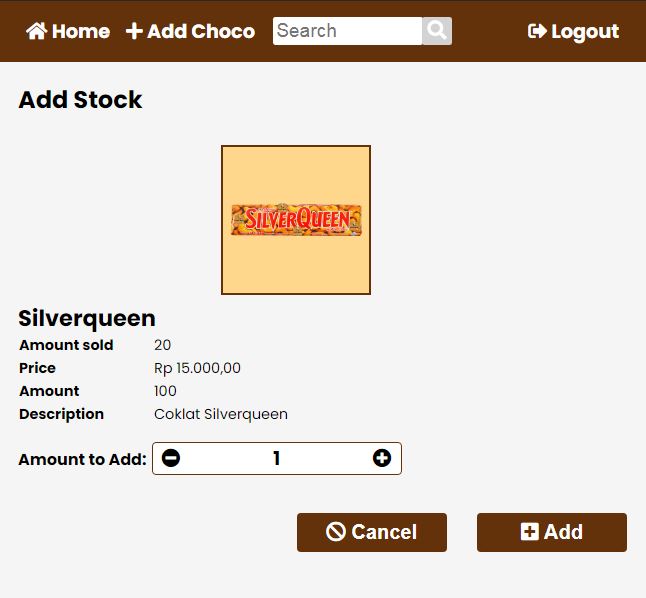 Home Add Choco Search Logout
Add Stock
SILVERQUEEN
Silverqueen
Amount sold 20
Price Rp 15.000,00
Amount 100
Description Coklat Silverqueen
Amount to Add: 1
Cancel Add